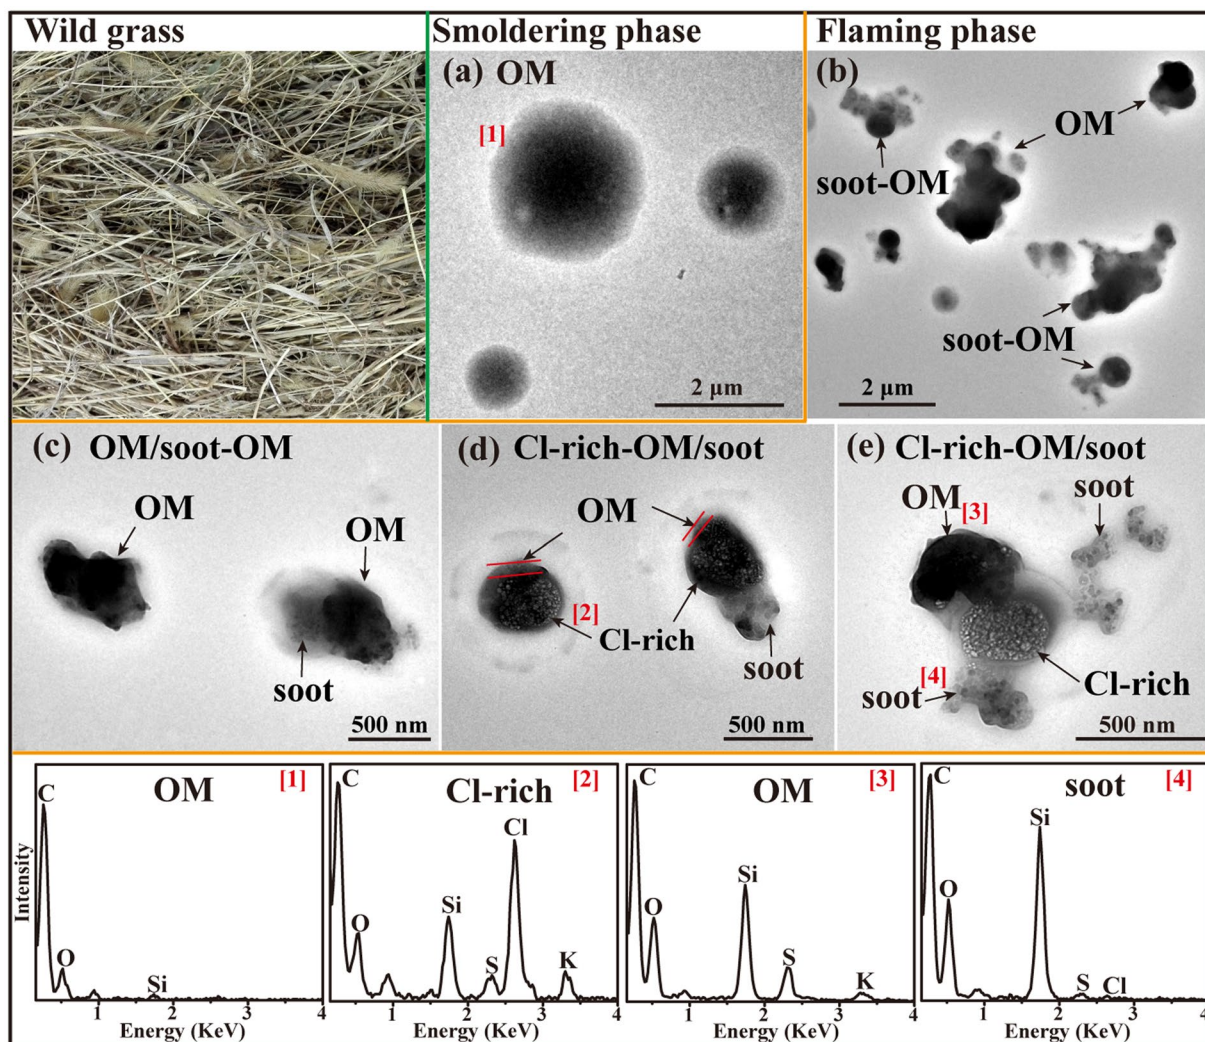 Wild grass
Smoldering phase
Flaming phase
(a) OM
[1]
2 µm
(b)
OM
soot-OM
soot-OM
2 µm
(c) OM/soot-OM
OM
OM
soot
500 nm
(d) Cl-rich-OM/soot
OM
[2]
Cl-rich
soot
500 nm
(e) Cl-rich-OM/soot
OM
[3]
soot
[4]
soot
Cl-rich
500 nm
Intensity
C
OM
[1]
O
Si
1 2 3 4
Energy (KeV)
C
Cl-rich
[2]
Cl
O
Si
S
K
1 2 3 4
Energy (KeV)
C
OM
[3]
Si
O
S
K
1 2 3 4
Energy (KeV)
C
soot
[4]
Si
O
S
Cl
1 2 3 4
Energy (KeV)